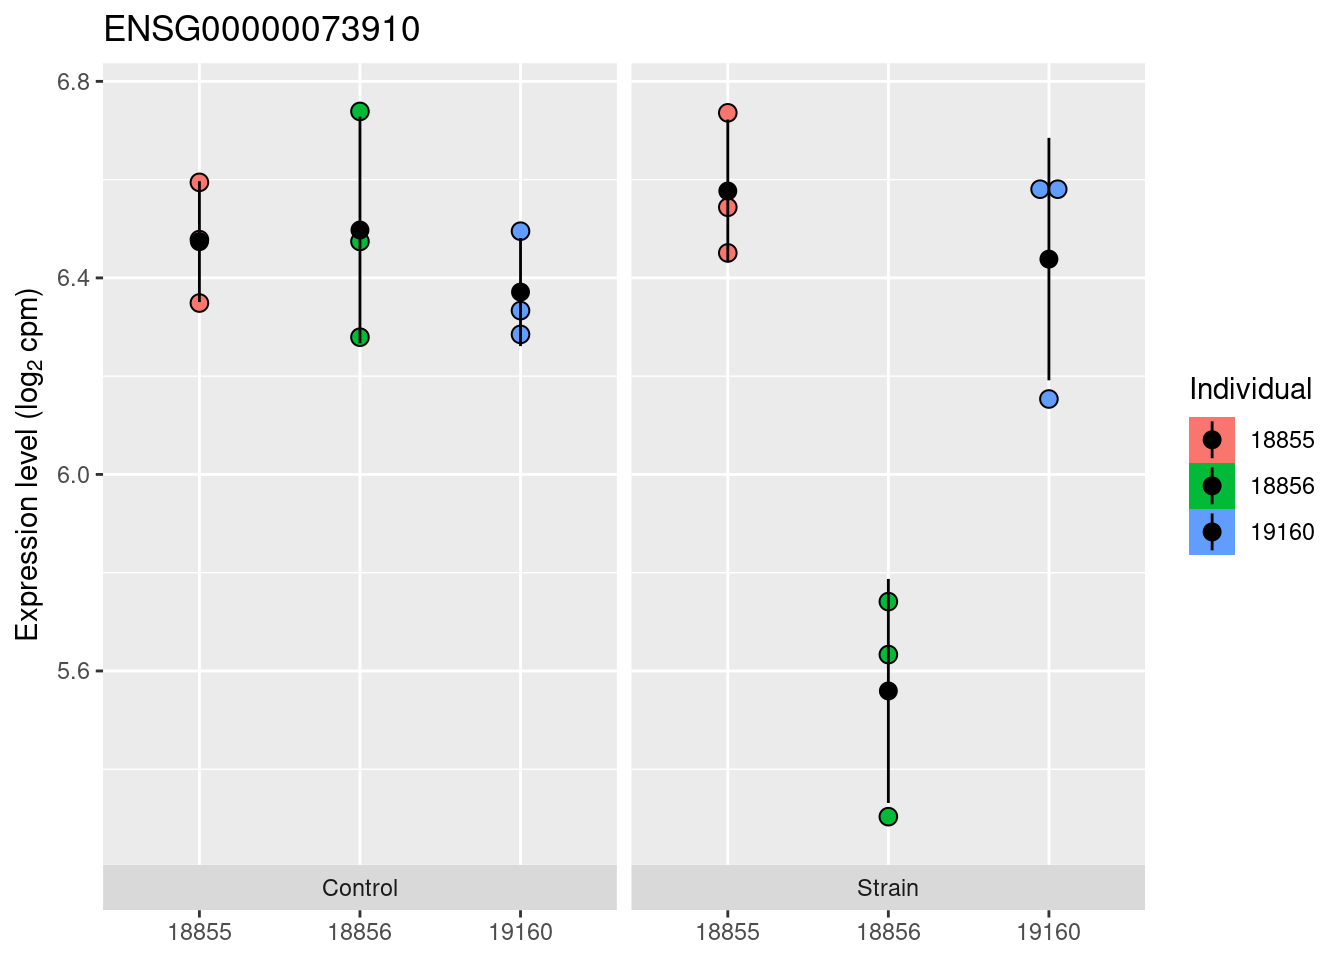 ENSG00000073910
Expression level (log₂ cpm)
6.8
6.4
6.0
5.6
Control
Strain
18855
18856
19160
18855
18856
19160
Individual
18855
18856
19160